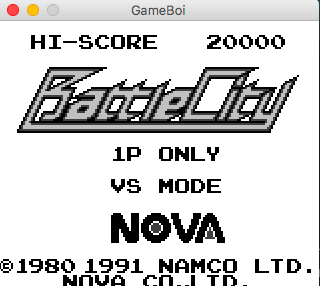 GameBoi
HI-SCORE 20000
BattleCity
1P ONLY
VS MODE
NOVA
©1980 1991 NAMCO LTD.
NOVA CO.,LTD.